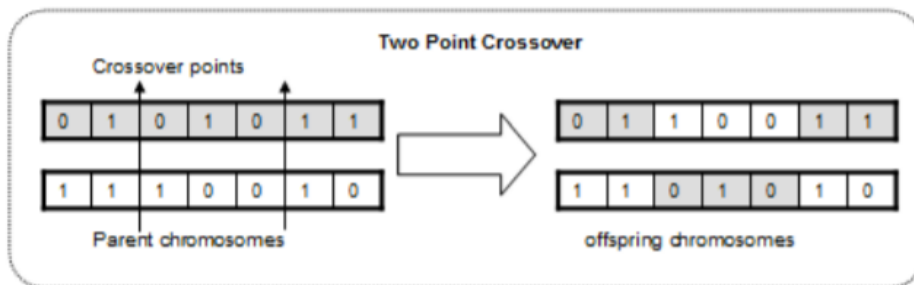 Two Point Crossover
Crossover points
0 1 0 1 0 1 1
0 1 1 0 0 1 1
1 1 1 0 0 1 0
1 1 0 1 0 1 0
Parent chromosomes
offspring chromosomes